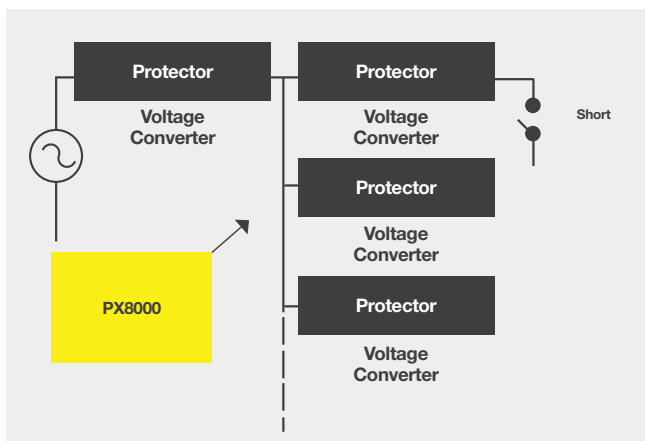 Protector
Voltage
Converter
Protector
Voltage
Converter
Short
Protector
Voltage
Converter
PX8000
Protector
Voltage
Converter